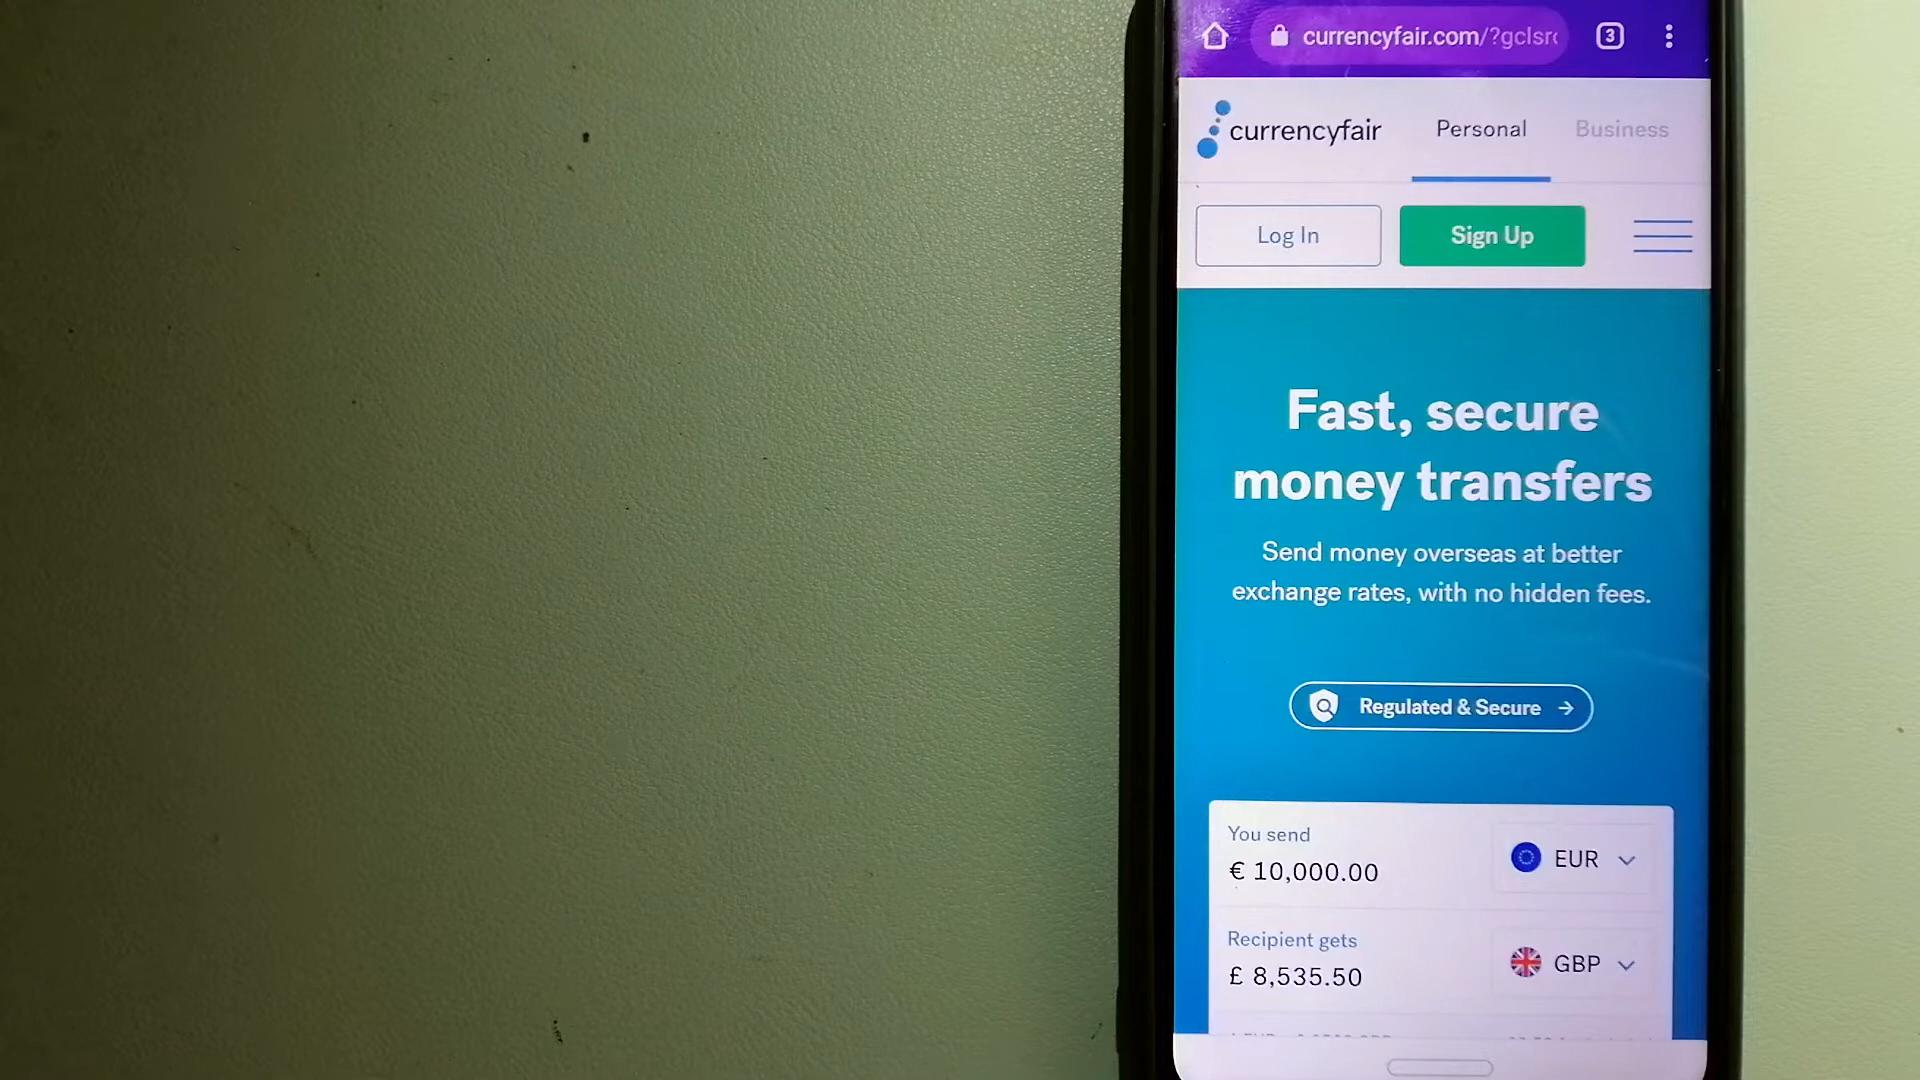 currencyfair.com/?gclsrc
3
currencyfair
Personal
Business
Log In
Sign Up
Fast, secure
money transfers
Send money overseas at better
exchange rates, with no hidden fees.
Regulated & Secure
You send
€ 10,000.00
EUR
Recipient gets
£ 8,535.50
GBP